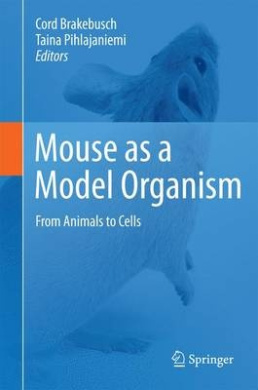 Cord Brakebusch
Taina Pihlajaniemi
Editors
Mouse as a
Model Organism
From Animals to Cells
Springer